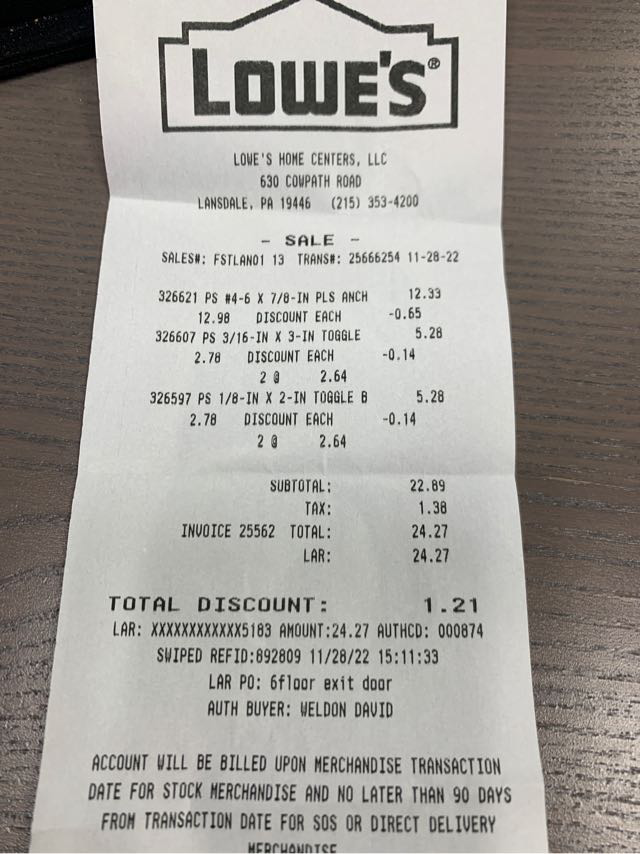 LOWE'S®
LOWE'S HOME CENTERS, LLC
630 COWPATH ROAD
LANSDALE, PA 19446 (215) 353-4200
- SALE -
SALES#: FSTLAN01 13 TRANS#: 25666254 11-28-22
326621 PS #4-6 X 7/8-IN PLS ANCH 12.33
12.98 DISCOUNT EACH -0.65
326607 PS 3/16-IN X 3-IN TOGGLE 5.28
2.78 DISCOUNT EACH -0.14
2 @ 2.64
326597 PS 1/8-IN X 2-IN TOGGLE B 5.28
2.78 DISCOUNT EACH -0.14
2 @ 2.64
SUBTOTAL: 22.89
TAX: 1.38
INVOICE 25562 TOTAL: 24.27
LAR: 24.27
TOTAL DISCOUNT: 1.21
LAR: XXXXXXXXXXXX5183 AMOUNT:24.27 AUTHCD: 000874
SWIPED REFID:892809 11/28/22 15:11:33
LAR PO: 6floor exit door
AUTH BUYER: WELDON DAVID
ACCOUNT WILL BE BILLED UPON MERCHANDISE TRANSACTION
DATE FOR STOCK MERCHANDISE AND NO LATER THAN 90 DAYS
FROM TRANSACTION DATE FOR SOS OR DIRECT DELIVERY
MERCHANDISE